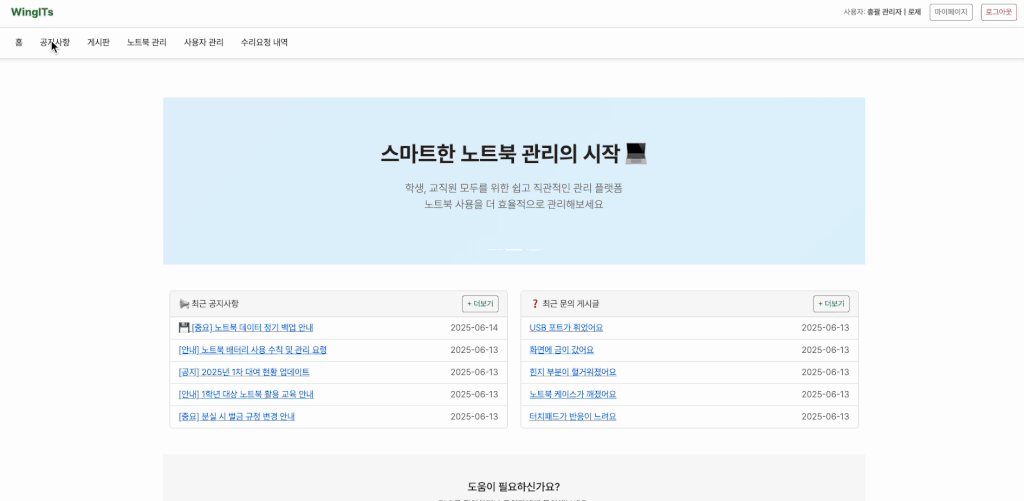 WingITs
사용자: 총괄 관리자 | 로제
마이페이지
로그아웃
홈
공지사항
게시판
노트북 관리
사용자 관리
수리요청 내역
스마트한 노트북 관리의 시작
학생, 교직원 모두를 위한 쉽고 직관적인 관리 플랫폼
노트북 사용을 더 효율적으로 관리해보세요
최근 공지사항
+ 더보기
[중요] 노트북 데이터 정기 백업 안내 2025-06-14
[안내] 노트북 배터리 사용 수칙 및 관리 요령 2025-06-13
[공지] 2025년 1차 대여 현황 업데이트 2025-06-13
[안내] 1학년 대상 노트북 활용 교육 안내 2025-06-13
[중요] 분실 시 벌금 규정 변경 안내 2025-06-13
❓ 최근 문의 게시글
+ 더보기
USB 포트가 휘었어요 2025-06-13
화면에 금이 갔어요 2025-06-13
힌지 부분이 헐거워졌어요 2025-06-13
노트북 케이스가 깨졌어요 2025-06-13
터치패드가 반응이 느려요 2025-06-13
도움이 필요하신가요?